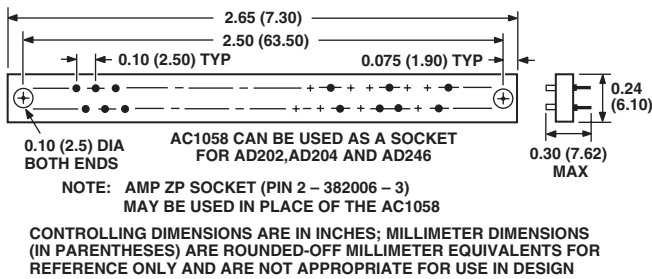 2.65 (7.30)
2.50 (63.50)
0.10 (2.50) TYP
0.075 (1.90) TYP
0.24
(6.10)
0.10 (2.5) DIA
BOTH ENDS
AC1058 CAN BE USED AS A SOCKET
FOR AD202,AD204 AND AD246
0.30 (7.62)
MAX
NOTE: AMP ZP SOCKET (PIN 2 – 382006 – 3)
MAY BE USED IN PLACE OF THE AC1058
CONTROLLING DIMENSIONS ARE IN INCHES; MILLIMETER DIMENSIONS
(IN PARENTHESES) ARE ROUNDED-OFF MILLIMETER EQUIVALENTS FOR
REFERENCE ONLY AND ARE NOT APPROPRIATE FOR USE IN DESIGN